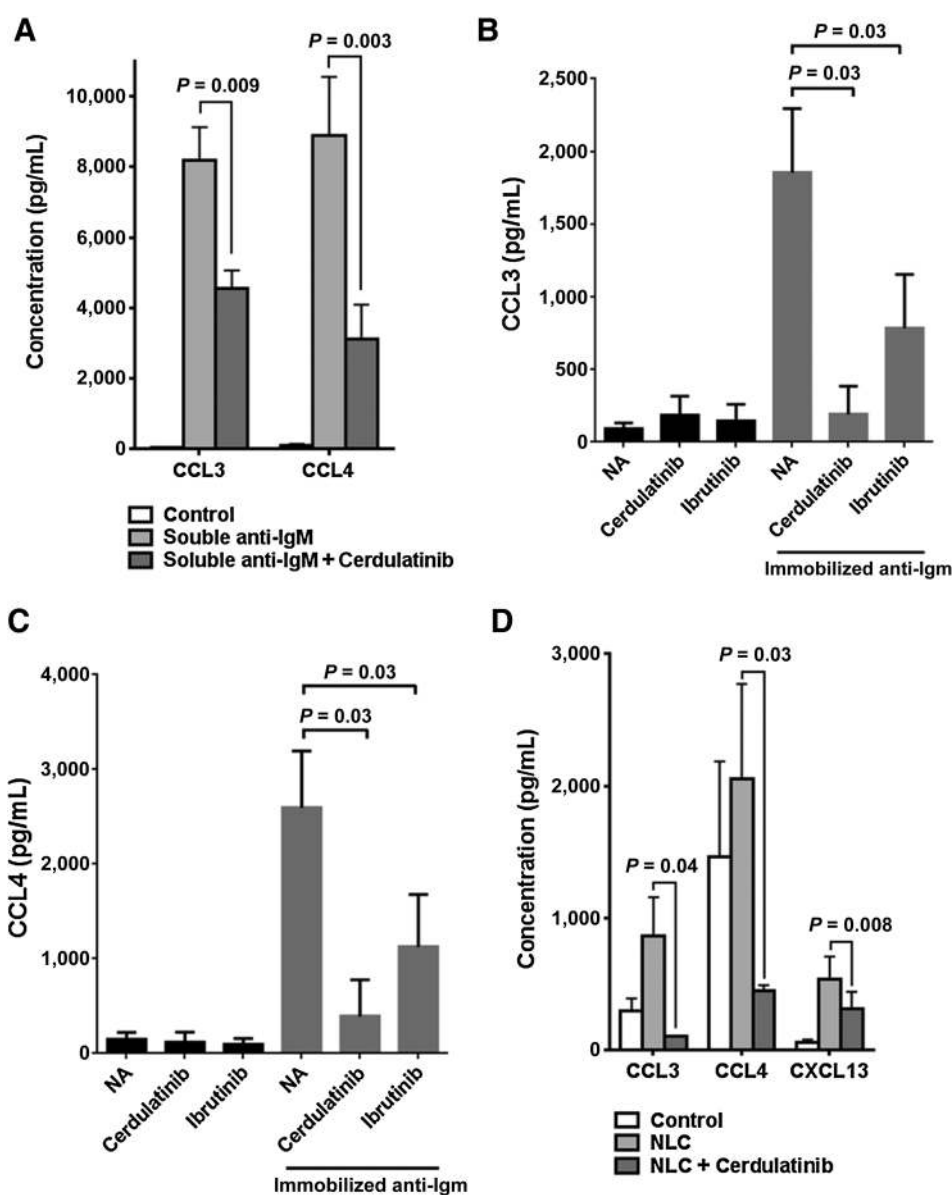 A
P = 0.003
P = 0.009
10,000
8,000
6,000
4,000
2,000
0
Concentration (pg/mL)
CCL3 CCL4
Control
Souble anti-IgM
Soluble anti-IgM + Cerdulatinib
B
P = 0.03
P = 0.03
2,500
2,000
1,500
1,000
500
0
CCL3 (pg/mL)
NA Cerdulatinib Ibrutinib NA Cerdulatinib Ibrutinib
Immobilized anti-Igm
C
P = 0.03
P = 0.03
4,000
3,000
2,000
1,000
0
CCL4 (pg/mL)
NA Cerdulatinib Ibrutinib NA Cerdulatinib Ibrutinib
Immobilized anti-Igm
D
P = 0.03
P = 0.04
P = 0.008
3,000
2,000
1,000
0
Concentration (pg/mL)
CCL3 CCL4 CXCL13
Control
NLC
NLC + Cerdulatinib